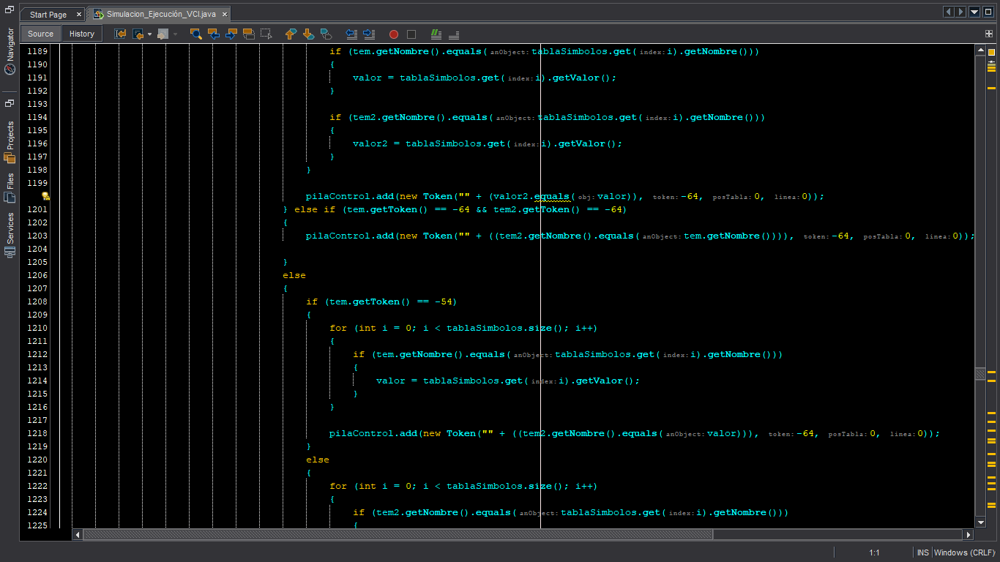 Start Page ×
Simulacion_Ejecución_VCI.java ×
Source History
Navigator
Projects
Files
Services
1189 if (tem.getNombre().equals( anObject: tablaSimbolos.get( index: i).getNombre()))
1190 {
1191 valor = tablaSimbolos.get( index: i).getValor();
1192 }
1193
1194 if (tem2.getNombre().equals( anObject: tablaSimbolos.get( index: i).getNombre()))
1195 {
1196 valor2 = tablaSimbolos.get( index: i).getValor();
1197 }
1198 }
1199
pilaControl.add(new Token("" + (valor2.equals( obj: valor)), token: -64, posTabla: 0, linea: 0));
1201 } else if (tem.getToken() == -64 && tem2.getToken() == -64)
1202 {
1203 pilaControl.add(new Token("" + ((tem2.getNombre().equals( anObject: tem.getNombre()))), token: -64, posTabla: 0, linea: 0));
1204
1205 }
1206 else
1207 {
1208 if (tem.getToken() == -54)
1209 {
1210 for (int i = 0; i < tablaSimbolos.size(); i++)
1211 {
1212 if (tem.getNombre().equals( anObject: tablaSimbolos.get( index: i).getNombre()))
1213 {
1214 valor = tablaSimbolos.get( index: i).getValor();
1215 }
1216 }
1217
1218 pilaControl.add(new Token("" + ((tem2.getNombre().equals( anObject: valor))), token: -64, posTabla: 0, linea: 0));
1219 }
1220 else
1221 {
1222 for (int i = 0; i < tablaSimbolos.size(); i++)
1223 {
1224 if (tem2.getNombre().equals( anObject: tablaSimbolos.get( index: i).getNombre()))
1225 {
1:1 INS Windows (CRLF)